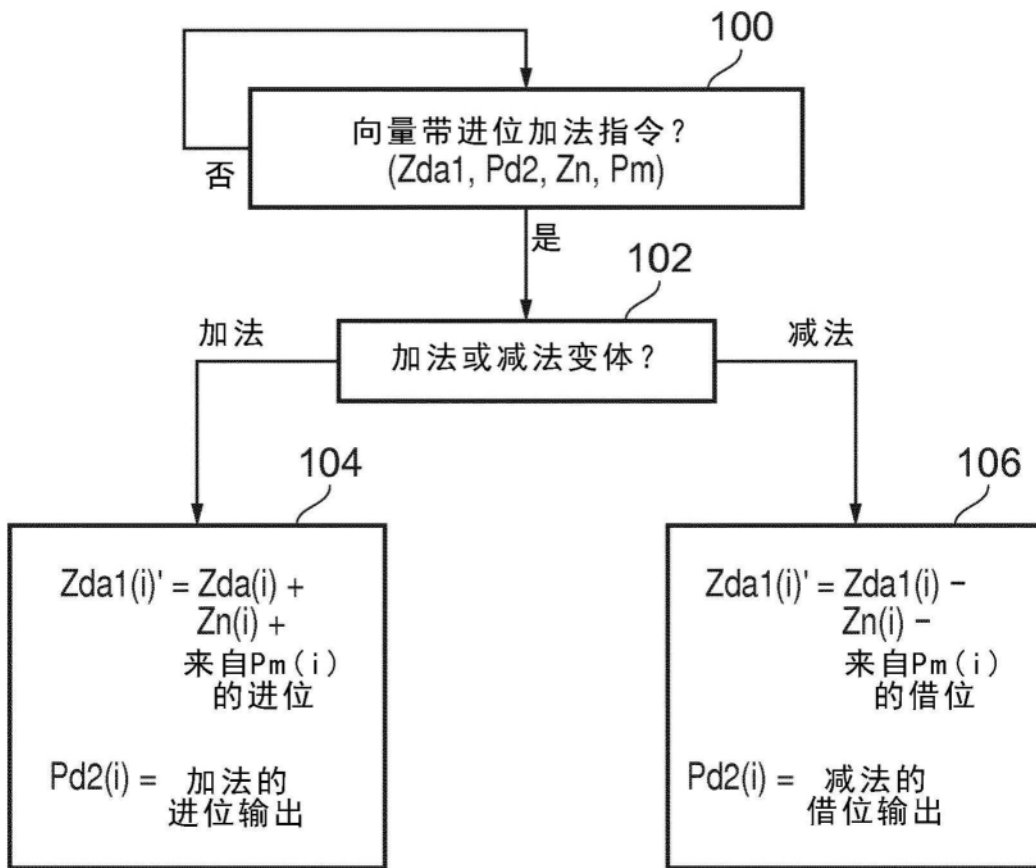 100
向量带进位加法指令?
(Zda1, Pd2, Zn, Pm)
否
是
102
加法
加法或减法变体?
减法
104
Zda1(i)' = Zda(i) +
Zn(i) +
来自Pm(i)
的进位
Pd2(i) = 加法的
进位输出
106
Zda1(i)' = Zda1(i) −
Zn(i) −
来自Pm(i)
的借位
Pd2(i) = 减法的
借位输出